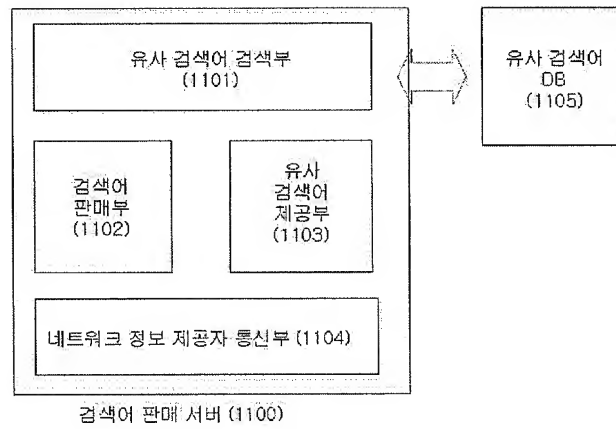 유사 검색어 검색부
(1101)
유사 검색어
DB
(1105)
검색어
판매부
(1102)
유사
검색어
제공부
(1103)
네트워크 정보 제공자 통신부 (1104)
검색어 판매 서버 (1100)